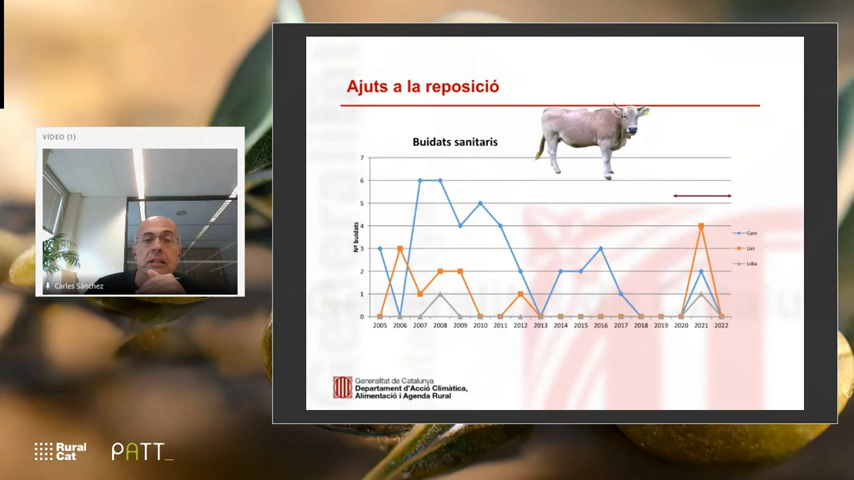 VÍDEO (1)
Carles Sánchez
Ajuts a la reposició
Buidats sanitaris
Nº buidats
7
6
5
4
3
2
1
0
2005 2006 2007 2008 2009 2010 2011 2012 2013 2014 2015 2016 2017 2018 2019 2020 2021 2022
Carn
Llet
Lidia
Generalitat de Catalunya
Departament d'Acció Climàtica,
Alimentació i Agenda Rural
Rural
Cat
PATT_